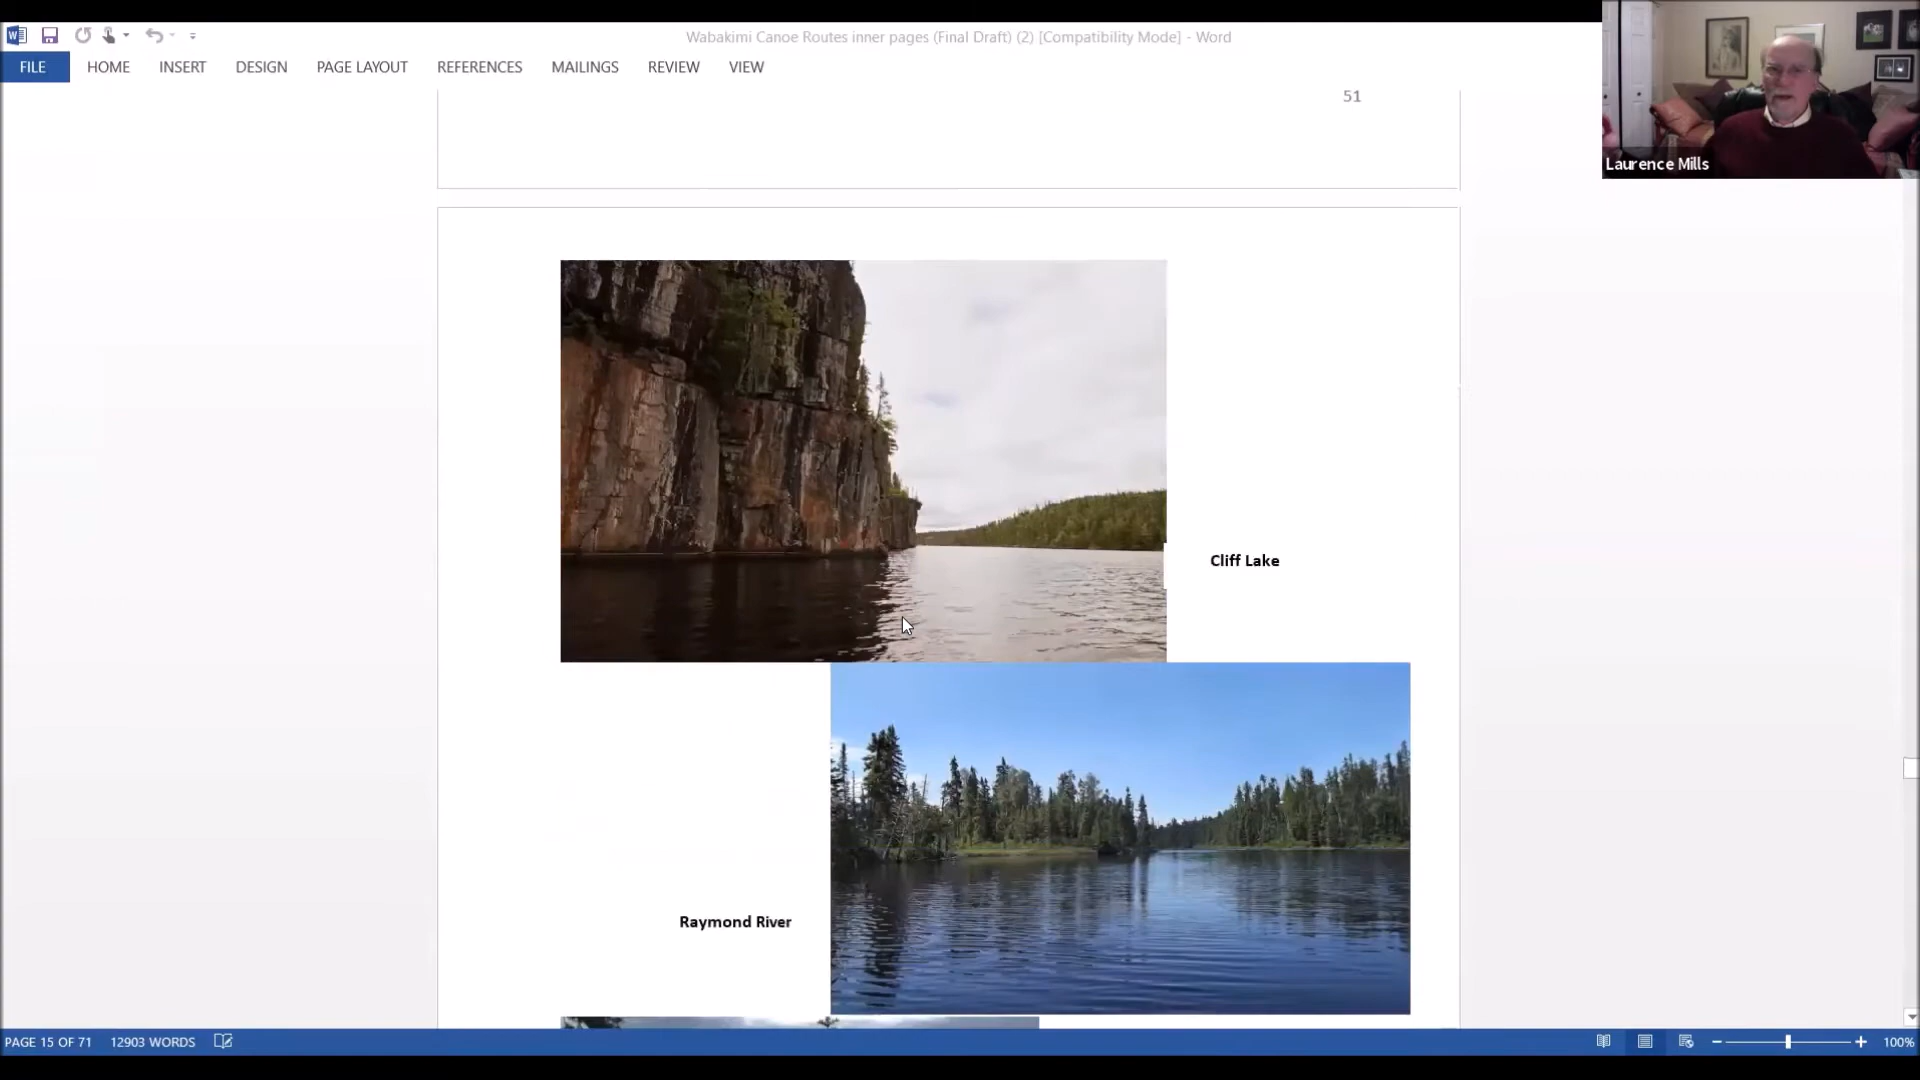 Wabakimi Canoe Routes inner pages (Final Draft) (2) [Compatibility Mode] - Word
FILE HOME INSERT DESIGN PAGE LAYOUT REFERENCES MAILINGS REVIEW VIEW
Laurence Mills
51
Cliff Lake
Raymond River
PAGE 15 OF 71 12903 WORDS 100%